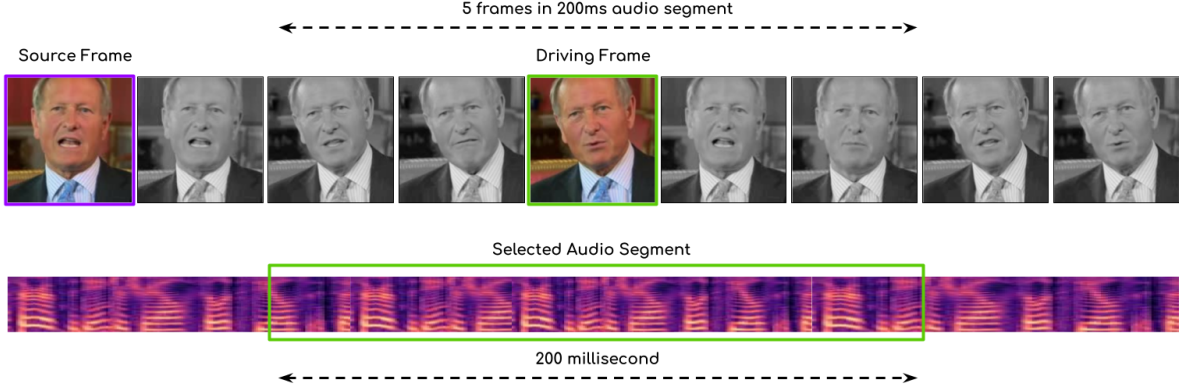 5 frames in 200ms audio segment
Source Frame
Driving Frame
Selected Audio Segment
200 millisecond